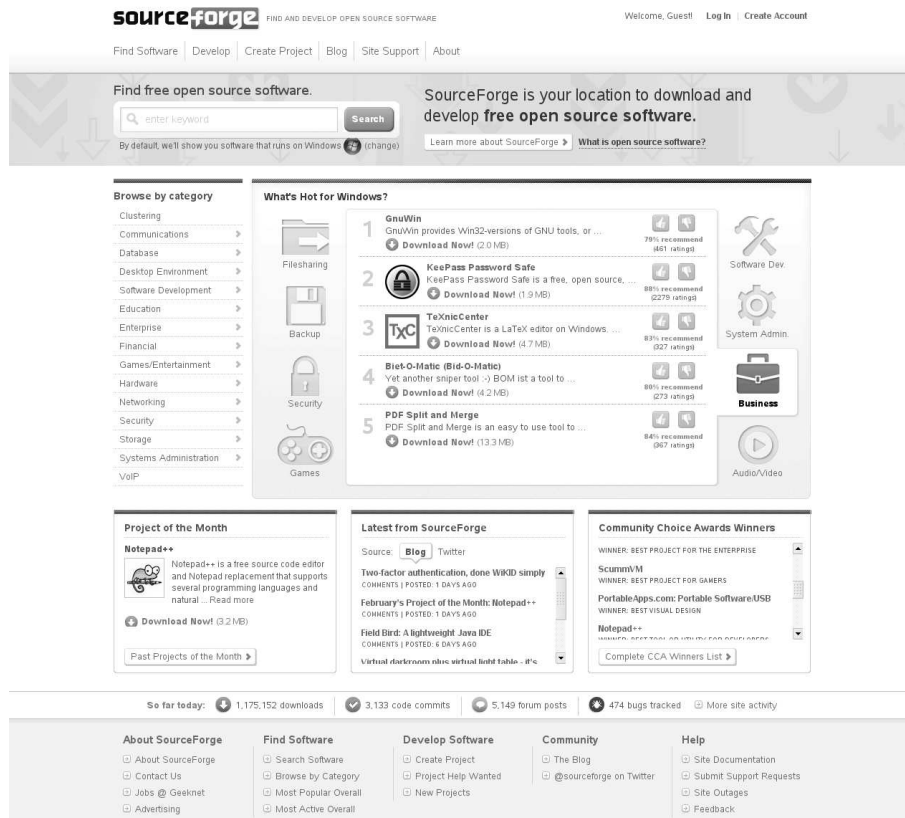 sourceforge FIND AND DEVELOP OPEN SOURCE SOFTWARE
Welcome, Guest! Log In | Create Account
Find Software Develop Create Project Blog Site Support About
Find free open source software.
enter keyword Search
By default, we'll show you software that runs on Windows (change)
SourceForge is your location to download and
develop free open source software.
Learn more about SourceForge What is open source software?
Browse by category
Clustering
Communications
Database
Desktop Environment
Software Development
Education
Enterprise
Financial
Games/Entertainment
Hardware
Networking
Security
Storage
Systems Administration
VoIP
What's Hot for Windows?
Filesharing
Backup
Security
Games
1 GnuWin
GnuWin provides Win32-versions of GNU tools, or ...
Download Now! (2.0 MB)
79% recommend
(461 ratings)
2 KeePass Password Safe
KeePass Password Safe is a free, open source, ...
Download Now! (1.9 MB)
88% recommend
(2279 ratings)
3 TXC TeXnicCenter
TeXnicCenter is a LaTeX editor on Windows. ...
Download Now! (4.7 MB)
83% recommend
(327 ratings)
4 Biet-O-Matic (Bid-O-Matic)
Yet another sniper tool :-) BOM ist a tool to ...
Download Now! (4.2 MB)
80% recommend
(273 ratings)
5 PDF Split and Merge
PDF Split and Merge is an easy to use tool to ...
Download Now! (13.3 MB)
84% recommend
(367 ratings)
Software Dev.
System Admin.
Business
Audio/Video
Project of the Month
Notepad++
Notepad++ is a free source code editor
and Notepad replacement that supports
several programming languages and
natural ... Read more
Download Now! (3.2 MB)
Past Projects of the Month
Latest from SourceForge
Source: Blog Twitter
Two-factor authentication, done WiKID simply
COMMENTS | POSTED: 1 DAYS AGO
February's Project of the Month: Notepad++
COMMENTS | POSTED: 1 DAYS AGO
Field Bird: A lightweight Java IDE
COMMENTS | POSTED: 6 DAYS AGO
Virtual darkroom plus virtual light table - it's
Community Choice Awards Winners
WINNER: BEST PROJECT FOR THE ENTERPRISE
ScummVM
WINNER: BEST PROJECT FOR GAMERS
PortableApps.com: Portable Software/USB
WINNER: BEST VISUAL DESIGN
Notepad++
WINNER: BEST TOOL OR UTILITY FOR DEVELOPERS
Complete CCA Winners List
So far today: 1,175,152 downloads 3,133 code commits 5,149 forum posts 474 bugs tracked More site activity
About SourceForge
About SourceForge
Contact Us
Jobs @ Geeknet
Advertising
Find Software
Search Software
Browse by Category
Most Popular Overall
Most Active Overall
Develop Software
Create Project
Project Help Wanted
New Projects
Community
The Blog
@sourceforge on Twitter
Help
Site Documentation
Submit Support Requests
Site Outages
Feedback